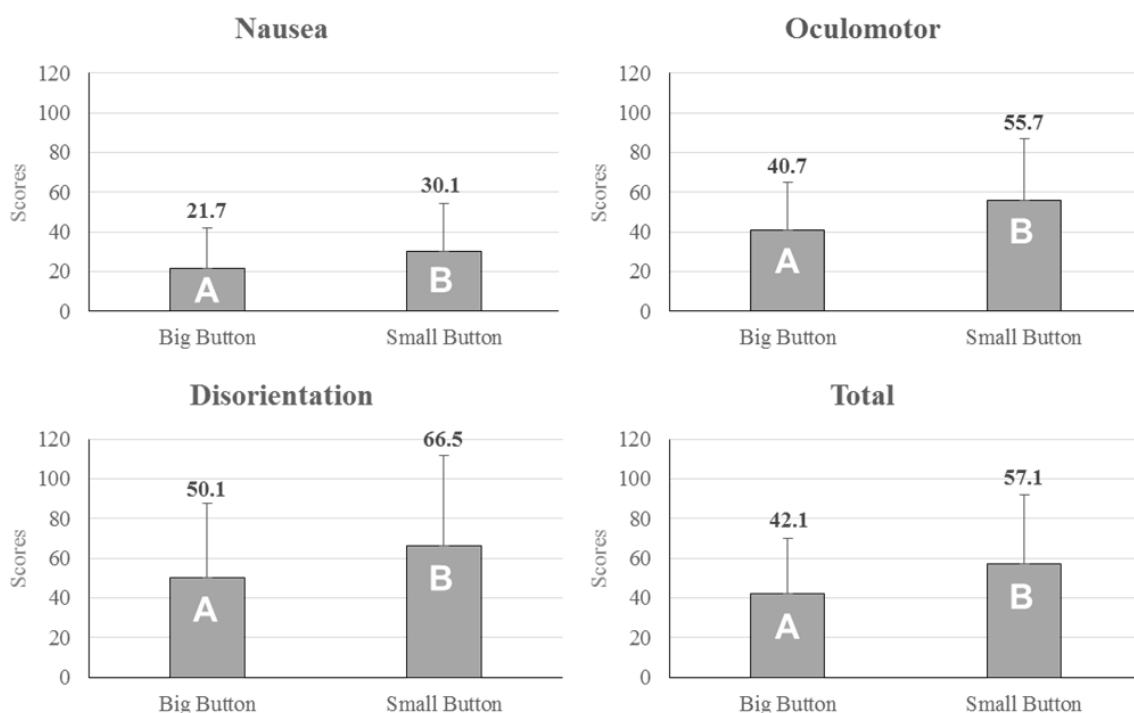 Nausea
120
100
80
60
40
20
0
Scores
21.7
30.1
A
B
Big Button
Small Button
Oculomotor
120
100
80
60
40
20
0
Scores
40.7
55.7
A
B
Big Button
Small Button
Disorientation
120
100
80
60
40
20
0
Scores
50.1
66.5
A
B
Big Button
Small Button
Total
120
100
80
60
40
20
0
Scores
42.1
57.1
A
B
Big Button
Small Button